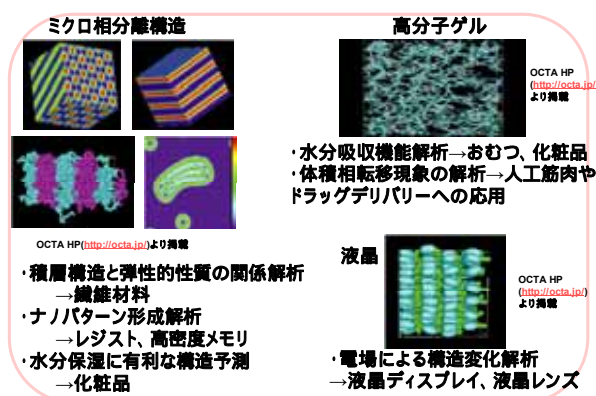 ミクロ相分離構造
OCTA HP(http://octa.jp/)より掲載
・積層構造と弾性的性質の関係解析
→繊維材料
・ナノパターン形成解析
→レジスト、高密度メモリ
・水分保湿に有利な構造予測
→化粧品
高分子ゲル
OCTA HP
(http://octa.jp/
より掲載
・水分吸収機能解析→おむつ、化粧品
・体積相転移現象の解析→人工筋肉や
ドラッグデリバリーへの応用
液晶
OCTA HP
(http://octa.jp/)
より掲載
・電場による構造変化解析
→液晶ディスプレイ、液晶レンズ